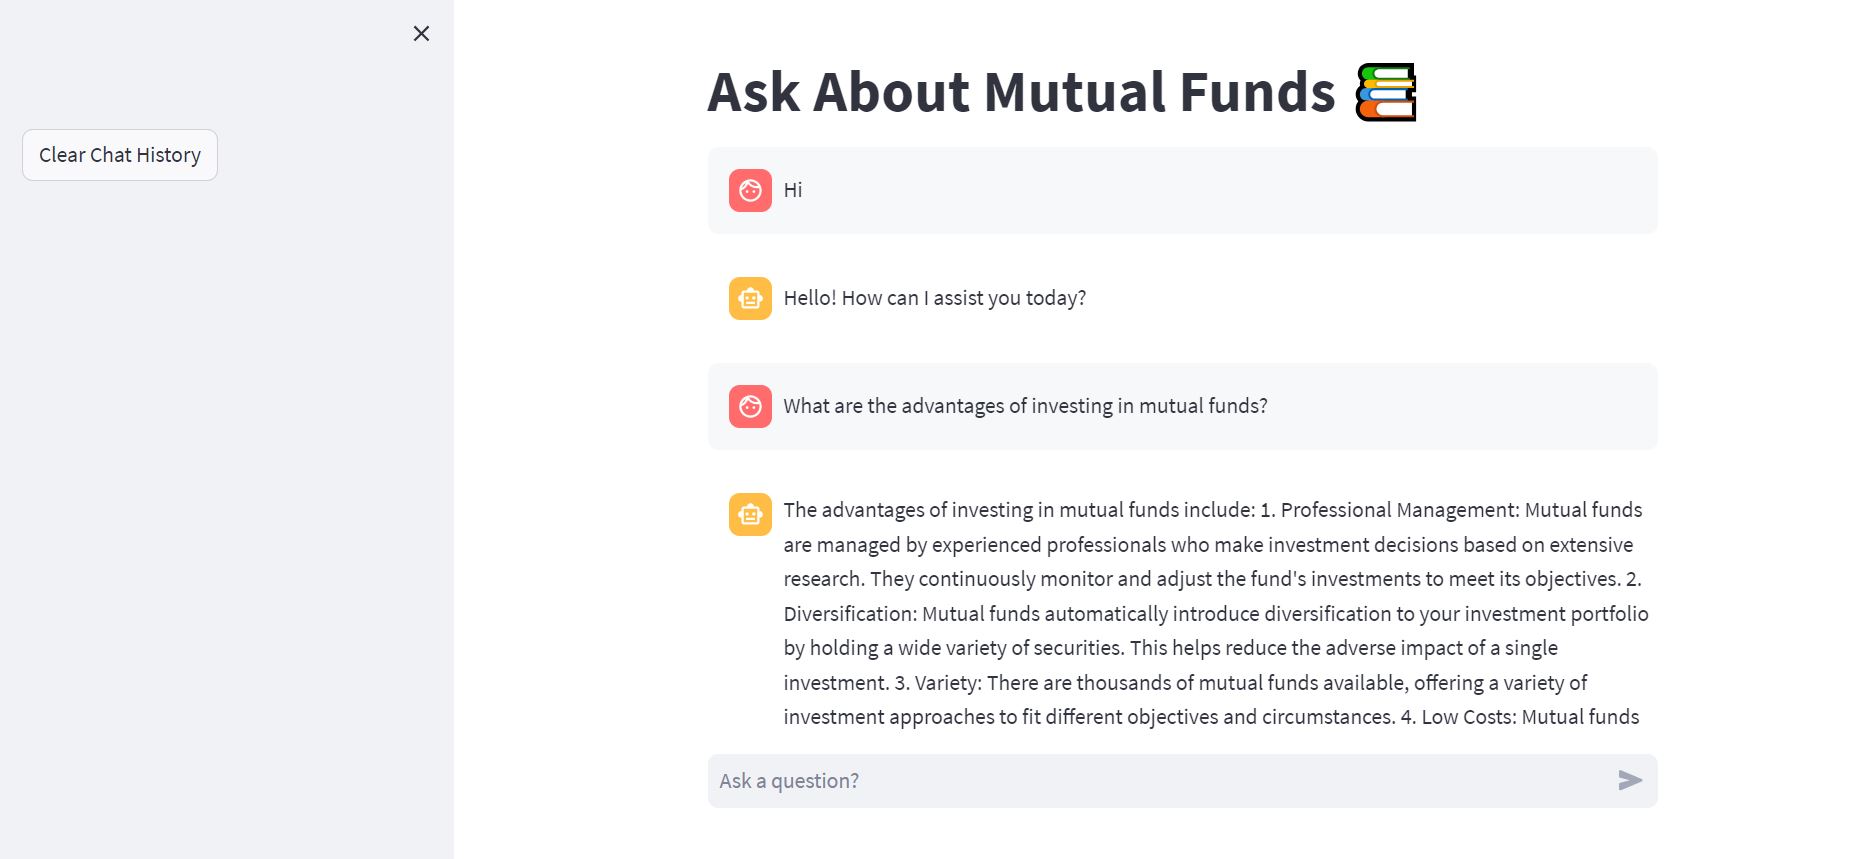 Clear Chat History
Ask About Mutual Funds
Hi
Hello! How can I assist you today?
What are the advantages of investing in mutual funds?
The advantages of investing in mutual funds include: 1. Professional Management: Mutual funds
are managed by experienced professionals who make investment decisions based on extensive
research. They continuously monitor and adjust the fund's investments to meet its objectives. 2.
Diversification: Mutual funds automatically introduce diversification to your investment portfolio
by holding a wide variety of securities. This helps reduce the adverse impact of a single
investment. 3. Variety: There are thousands of mutual funds available, offering a variety of
investment approaches to fit different objectives and circumstances. 4. Low Costs: Mutual funds
Ask a question?